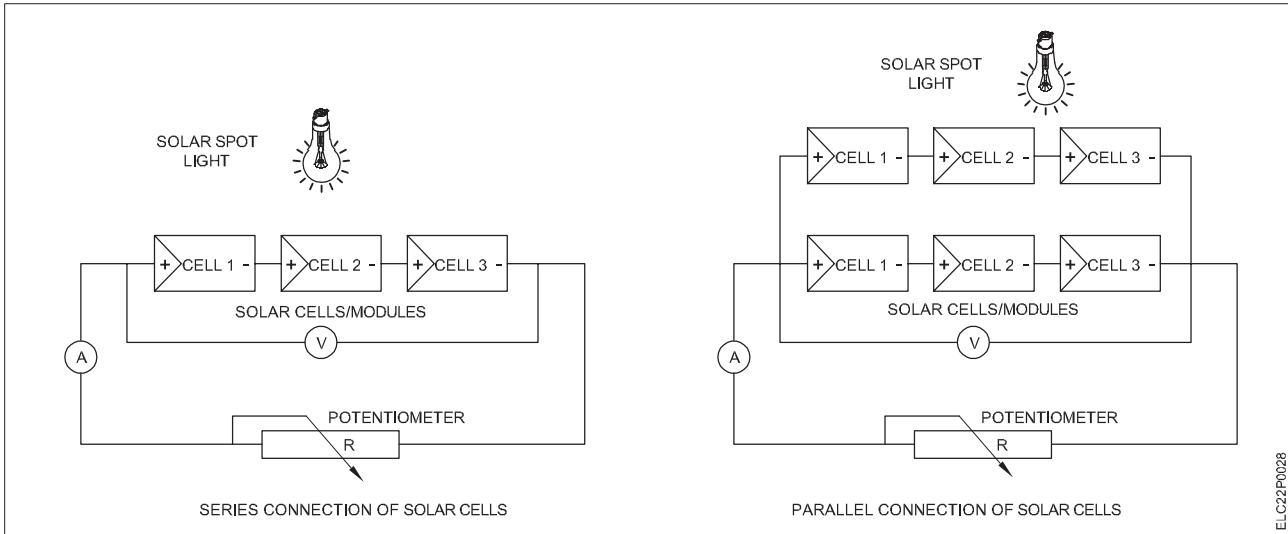 SOLAR SPOT
LIGHT
+ CELL 1 - + CELL 2 - + CELL 3 -
SOLAR CELLS/MODULES
V
A
POTENTIOMETER
R
SERIES CONNECTION OF SOLAR CELLS
SOLAR SPOT
LIGHT
+ CELL 1 - + CELL 2 - + CELL 3 -
+ CELL 1 - + CELL 2 - + CELL 3 -
SOLAR CELLS/MODULES
V
A
POTENTIOMETER
R
PARALLEL CONNECTION OF SOLAR CELLS
ELC22P0028